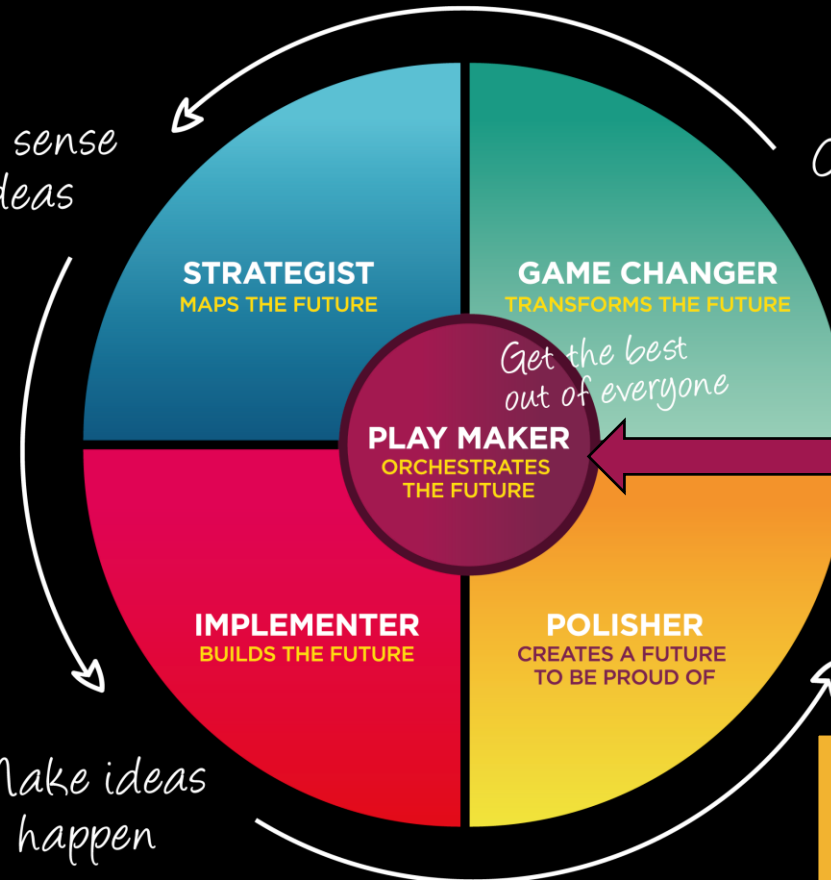 sense
deas
STRATEGIST
MAPS THE FUTURE
GAME CHANGER
TRANSFORMS THE FUTURE
Get the best
out of everyone
PLAY MAKER
ORCHESTRATES
THE FUTURE
IMPLEMENTER
BUILDS THE FUTURE
POLISHER
CREATES A FUTURE
TO BE PROUD OF
Make ideas
happen